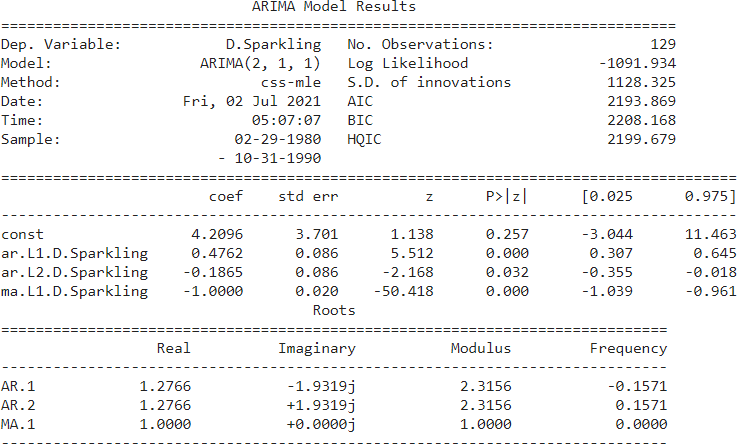 ARIMA Model Results
==============================================================================
Dep. Variable:            D.Sparkling   No. Observations:                  129
Model:                 ARIMA(2, 1, 1)   Log Likelihood               -1091.934
Method:                       css-mle   S.D. of innovations           1128.325
Date:                Fri, 02 Jul 2021   AIC                           2193.869
Time:                        05:07:07   BIC                           2208.168
Sample:                    02-29-1980   HQIC                          2199.679
                         - 10-31-1990
=====================================================================================
                        coef    std err          z      P>|z|      [0.025      0.975]
-------------------------------------------------------------------------------------
const                 4.2096      3.701      1.138      0.257      -3.044      11.463
ar.L1.D.Sparkling     0.4762      0.086      5.512      0.000       0.307       0.645
ar.L2.D.Sparkling    -0.1865      0.086     -2.168      0.032      -0.355      -0.018
ma.L1.D.Sparkling    -1.0000      0.020    -50.418      0.000      -1.039      -0.961
                                    Roots
=============================================================================
                  Real          Imaginary           Modulus         Frequency
-----------------------------------------------------------------------------
AR.1            1.2766           -1.9319j            2.3156           -0.1571
AR.2            1.2766           +1.9319j            2.3156            0.1571
MA.1            1.0000           +0.0000j            1.0000            0.0000
-----------------------------------------------------------------------------